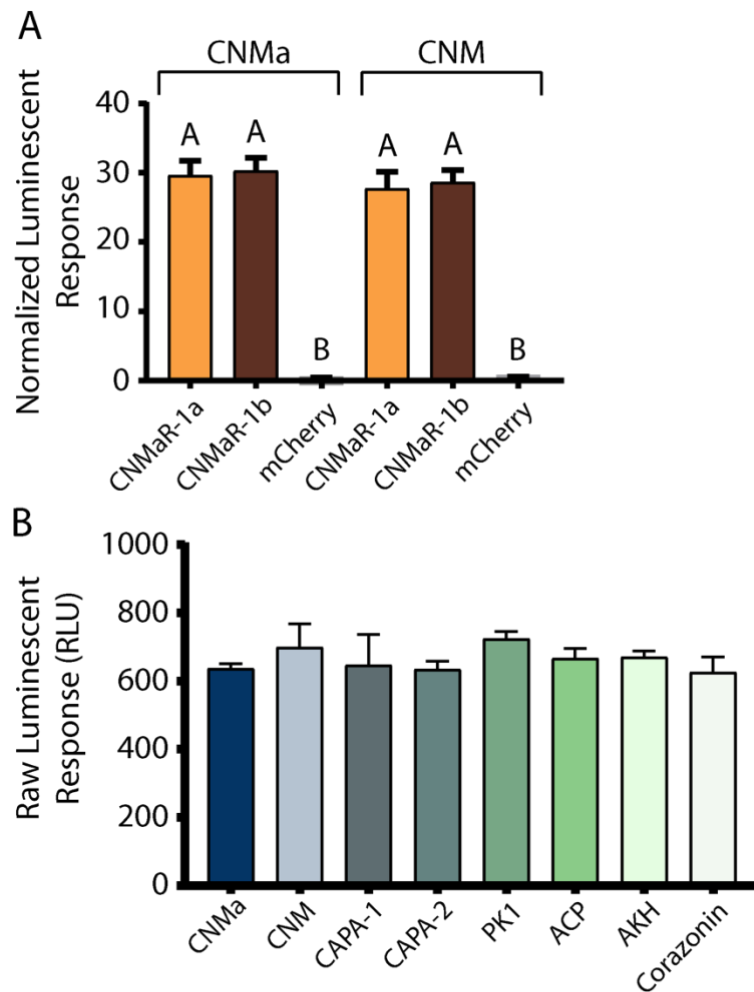 A
CNMa CNM
Normalized Luminescent
Response
40
30
20
10
0
A A B A A B
CNMaR-1a CNMaR-1b mCherry CNMaR-1a CNMaR-1b mCherry
B
Raw Luminescent
Response (RLU)
1000
800
600
400
200
0
CNMa CNM CAPA-1 CAPA-2 PK1 ACP AKH Corazonin